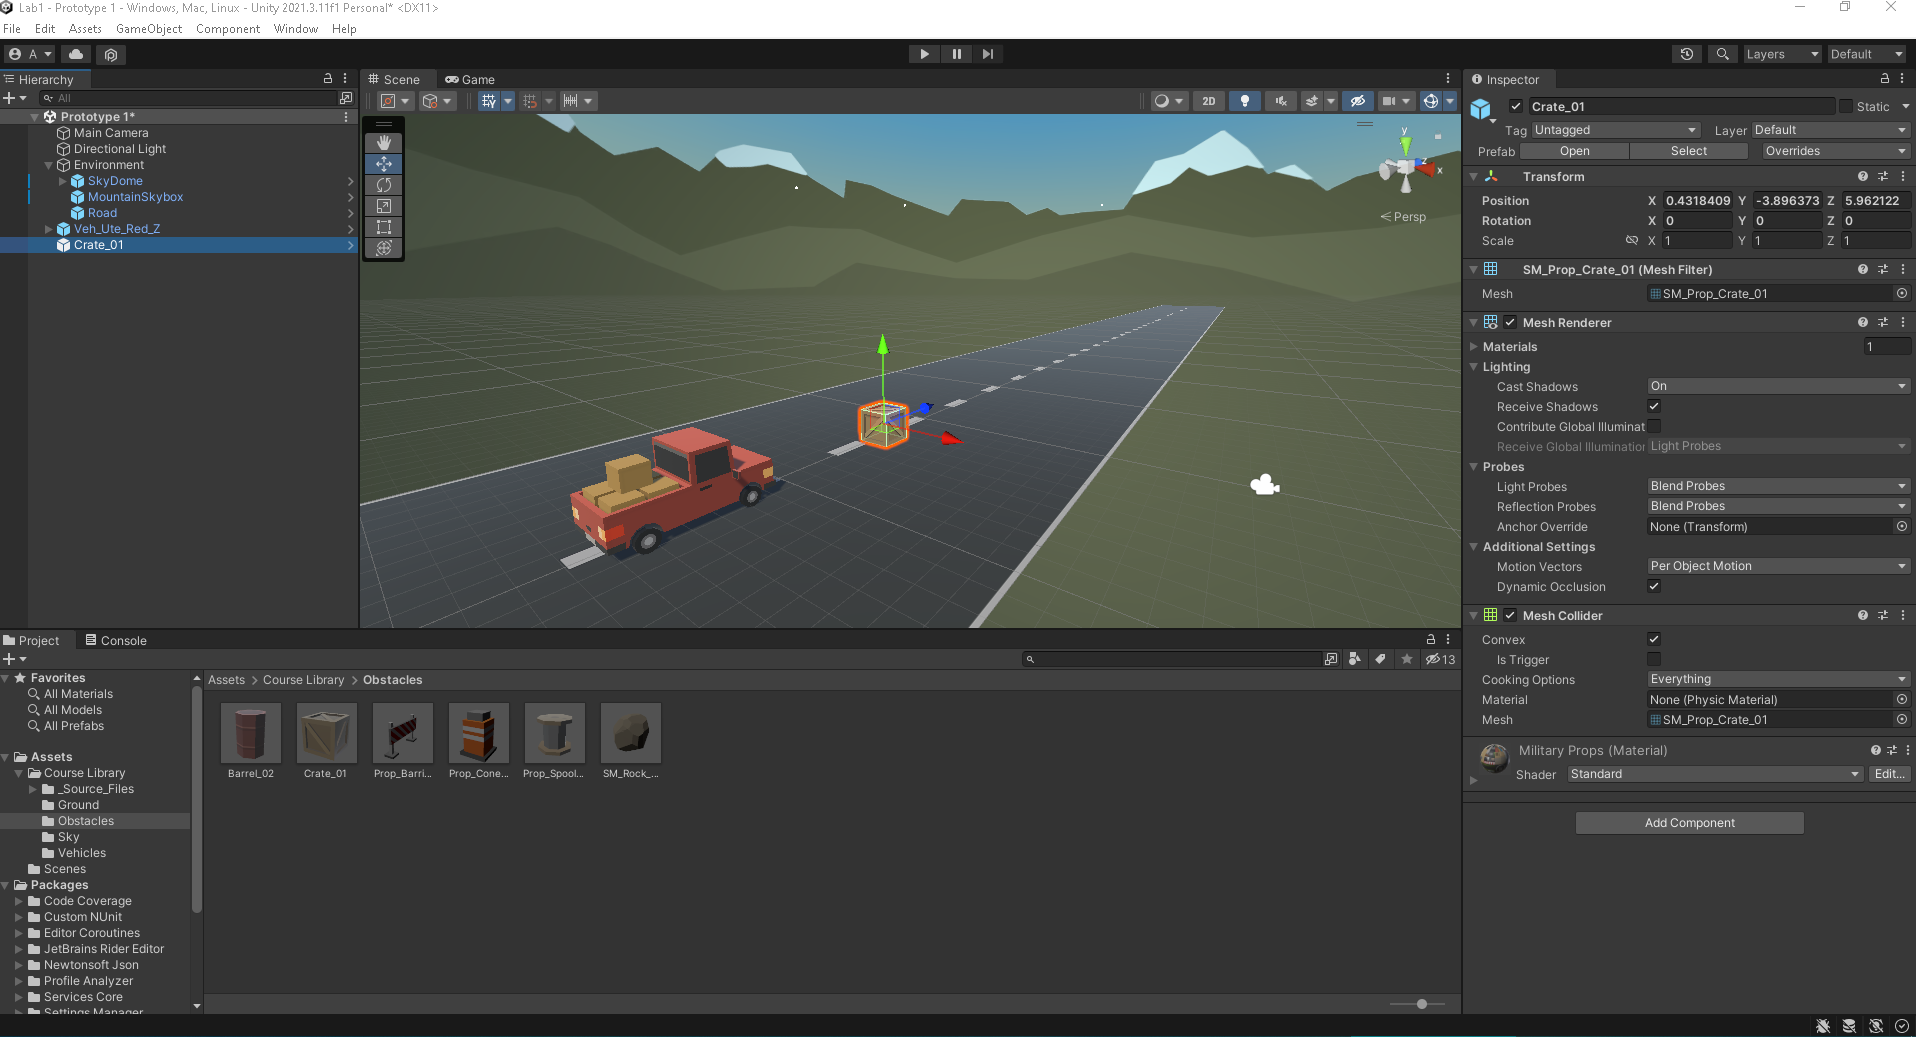 Lab1 - Prototype 1 - Windows, Mac, Linux - Unity 2021.3.11f1 Personal* <DX11>
File Edit Assets GameObject Component Window Help
A
Layers Default
Hierarchy
All
Prototype 1*
Main Camera
Directional Light
Environment
SkyDome
MountainSkybox
Road
Veh_Ute_Red_Z
Crate_01
Scene Game
2D
y
z
x
Persp
Inspector
Crate_01 Static
Tag Untagged Layer Default
Prefab Open Select Overrides
Transform
Position X 0.4318409 Y -3.896373 Z 5.962122
Rotation X 0 Y 0 Z 0
Scale X 1 Y 1 Z 1
SM_Prop_Crate_01 (Mesh Filter)
Mesh SM_Prop_Crate_01
Mesh Renderer
Materials 1
Lighting
Cast Shadows On
Receive Shadows
Contribute Global Illuminat
Receive Global Illumination Light Probes
Probes
Light Probes Blend Probes
Reflection Probes Blend Probes
Anchor Override None (Transform)
Additional Settings
Motion Vectors Per Object Motion
Dynamic Occlusion
Mesh Collider
Convex
Is Trigger
Cooking Options Everything
Material None (Physic Material)
Mesh SM_Prop_Crate_01
Military Props (Material)
Shader Standard Edit...
Add Component
Project Console
13
Favorites
All Materials
All Models
All Prefabs
Assets
Course Library
_Source_Files
Ground
Obstacles
Sky
Vehicles
Scenes
Packages
Code Coverage
Custom NUnit
Editor Coroutines
JetBrains Rider Editor
Newtonsoft Json
Profile Analyzer
Services Core
Settings Manager
Assets > Course Library > Obstacles
Barrel_02 Crate_01 Prop_Barri... Prop_Cone... Prop_Spool... SM_Rock_...